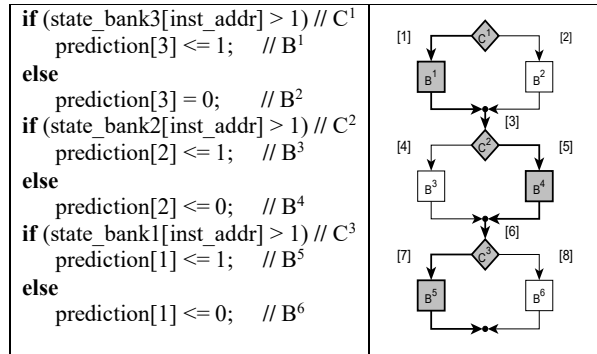 if (state_bank3[inst_addr] > 1) // C¹
prediction[3] <= 1; // B¹
else
prediction[3] = 0; // B²
if (state_bank2[inst_addr] > 1) // C²
prediction[2] <= 1; // B³
else
prediction[2] <= 0; // B⁴
if (state_bank1[inst_addr] > 1) // C³
prediction[1] <= 1; // B⁵
else
prediction[1] <= 0; // B⁶
[1] C¹ [2]
B¹ B²
[3]
[4] C² [5]
B³ B⁴
[6]
[7] C³ [8]
B⁵ B⁶